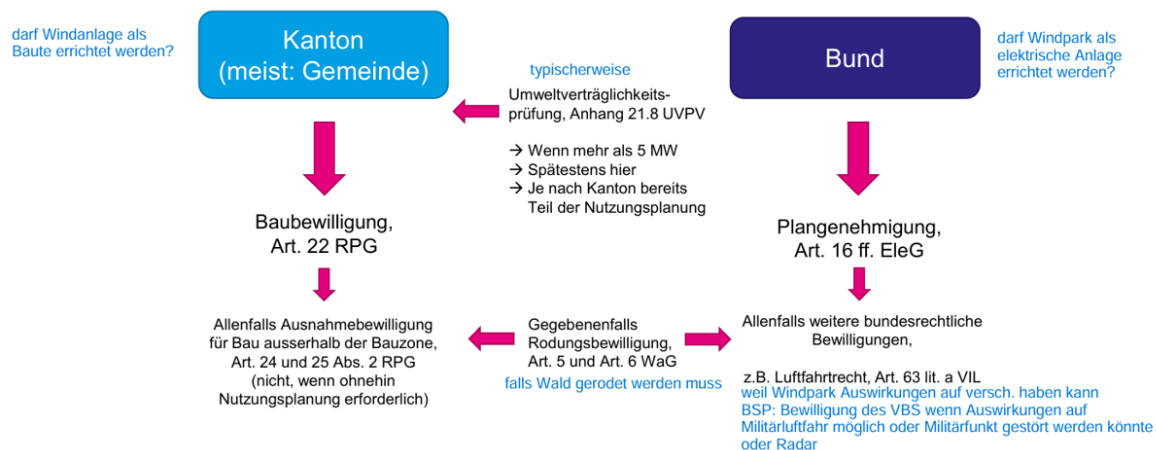 darf Windanlage als
Baute errichtet werden?
Kanton
(meist: Gemeinde)
typischerweise
Umweltverträglichkeits-
prüfung, Anhang 21.8 UVPV
→ Wenn mehr als 5 MW
→ Spätestens hier
→ Je nach Kanton bereits
Teil der Nutzungsplanung
Bund
darf Windpark als
elektrische Anlage
errichtet werden?
Baubewilligung,
Art. 22 RPG
Plangenehmigung,
Art. 16 ff. EleG
Allenfalls Ausnahmebewilligung
für Bau ausserhalb der Bauzone,
Art. 24 und 25 Abs. 2 RPG
(nicht, wenn ohnehin
Nutzungsplanung erforderlich)
Gegebenenfalls
Rodungsbewilligung,
Art. 5 und Art. 6 WaG
falls Wald gerodet werden muss
Allenfalls weitere bundesrechtliche
Bewilligungen,
z.B. Luftfahrtrecht, Art. 63 lit. a VIL
weil Windpark Auswirkungen auf versch. haben kann
BSP: Bewilligung des VBS wenn Auswirkungen auf
Militärluftfahr möglich oder Militärfunkt gestört werden könnte
oder Radar